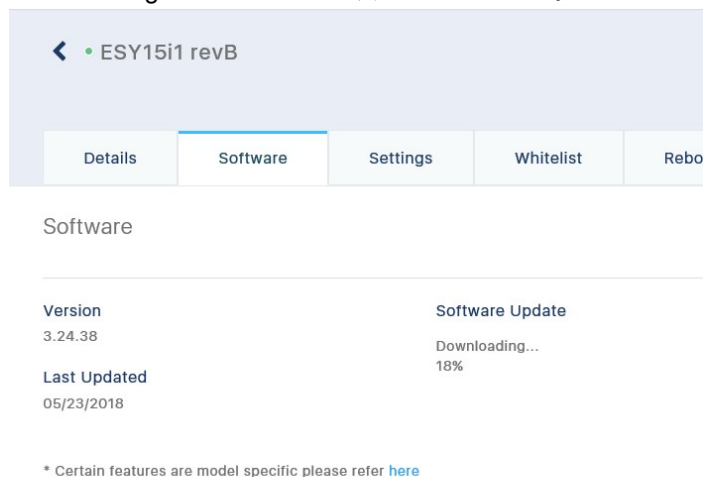 ESY15i1 revB
Details Software Settings Whitelist Rebo
Software
Version
3.24.38
Software Update
Downloading...
18%
Last Updated
05/23/2018
* Certain features are model specific please refer here